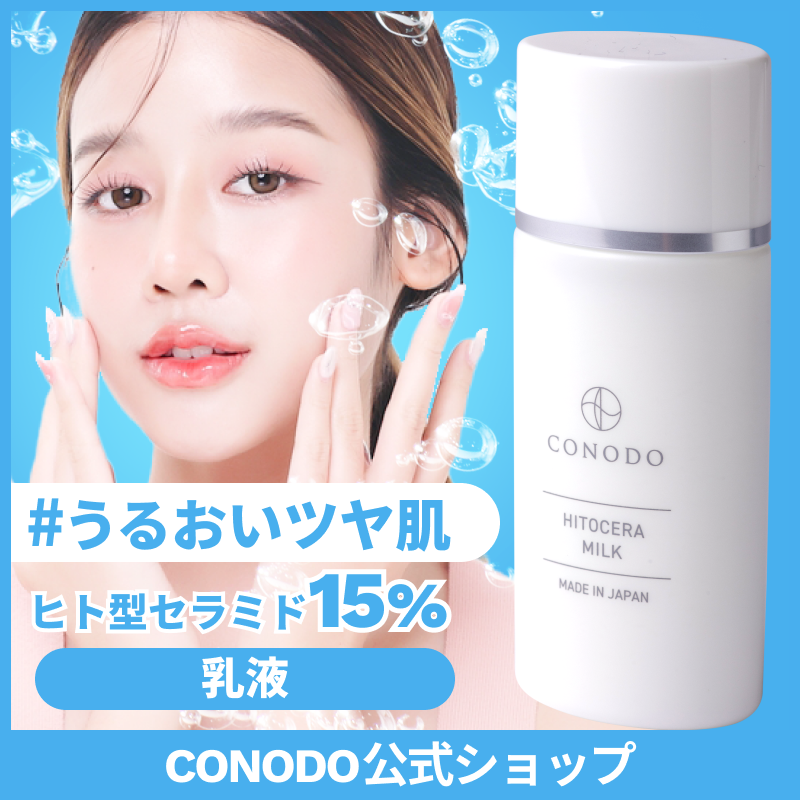 #うるおいツヤ肌
ヒト型セラミド15%
乳液
CONODO
HITOCERA
MILK
MADE IN JAPAN
CONODO公式ショップ